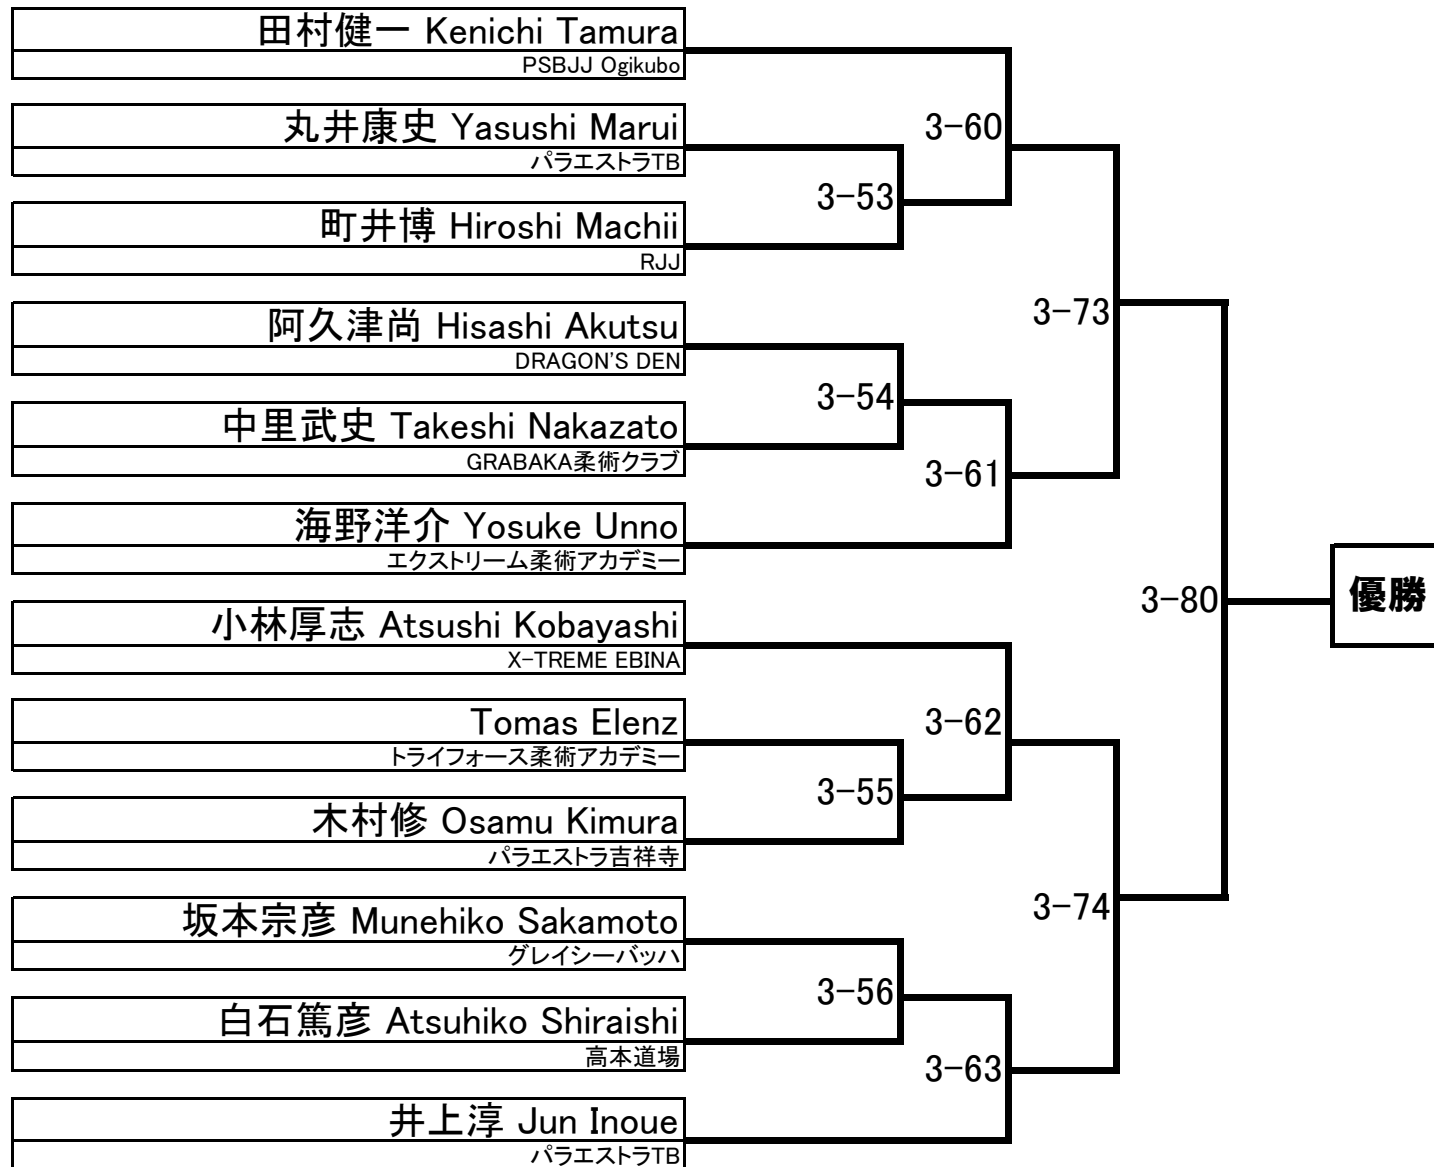 田村健一 Kenichi Tamura
PSBJJ Ogikubo
丸井康史 Yasushi Marui
パラエストラTB
町井博 Hiroshi Machii
RJJ
阿久津尚 Hisashi Akutsu
DRAGON'S DEN
中里武史 Takeshi Nakazato
GRABAKA柔術クラブ
海野洋介 Yosuke Unno
エクストリーム柔術アカデミー
小林厚志 Atsushi Kobayashi
X-TREME EBINA
Tomas Elenz
トライフォース柔術アカデミー
木村修 Osamu Kimura
パラエストラ吉祥寺
坂本宗彦 Munehiko Sakamoto
グレイシーバッハ
白石篤彦 Atsuhiko Shiraishi
高本道場
井上淳 Jun Inoue
パラエストラTB
3-53
3-54
3-55
3-56
3-60
3-61
3-62
3-63
3-73
3-74
3-80
優勝